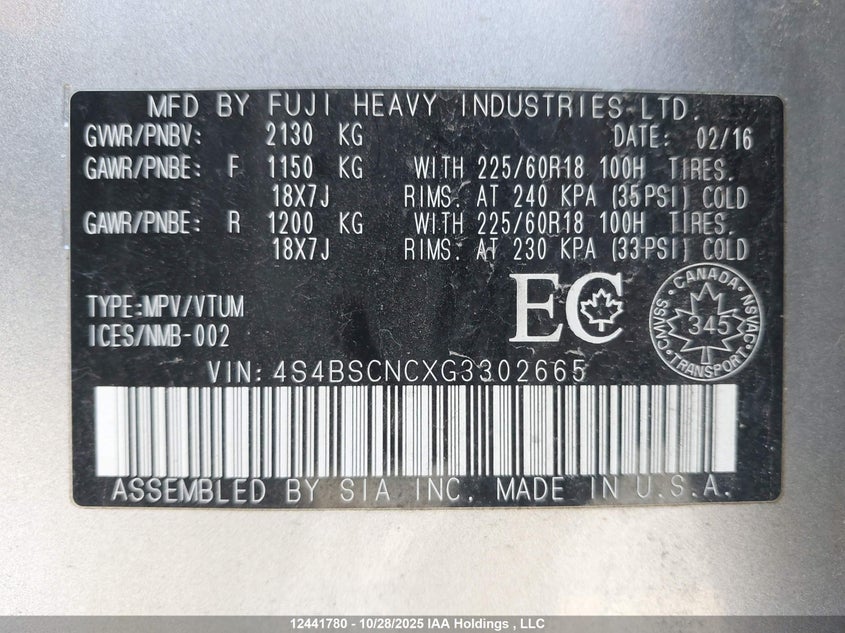 MFD BY FUJI HEAVY INDUSTRIES LTD.
GVWR/PNBV: 2130 KG DATE: 02/16
GAWR/PNBE: F 1150 KG WITH 225/60R18 100H TIRES.
18X7J RIMS. AT 240 KPA (35PSI) COLD
GAWR/PNBE: R 1200 KG WITH 225/60R18 100H TIRES.
18X7J RIMS. AT 230 KPA (33PSI) COLD
TYPE:MPV/VTUM
ICES/NMB-002
EC
CANADA
CMVSS · NSVAC
345
TRANSPORT
VIN: 4S4BSCNCXG3302665
ASSEMBLED BY SIA INC. MADE IN U.S.A.
12441780 - 10/28/2025 IAA Holdings , LLC